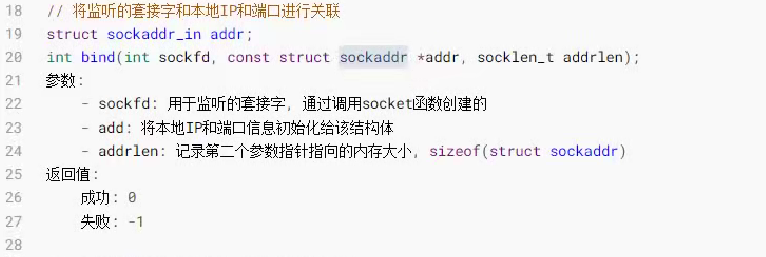 18 // 将监听的套接字和本地IP和端口进行关联
19 struct sockaddr_in addr;
20 int bind(int sockfd, const struct sockaddr *addr, socklen_t addrlen);
21 参数:
22 - sockfd: 用于监听的套接字, 通过调用socket函数创建的
23 - add: 将本地IP和端口信息初始化给该结构体
24 - addrlen: 记录第二个参数指针指向的内存大小, sizeof(struct sockaddr)
25 返回值:
26 成功: 0
27 失败: -1
28